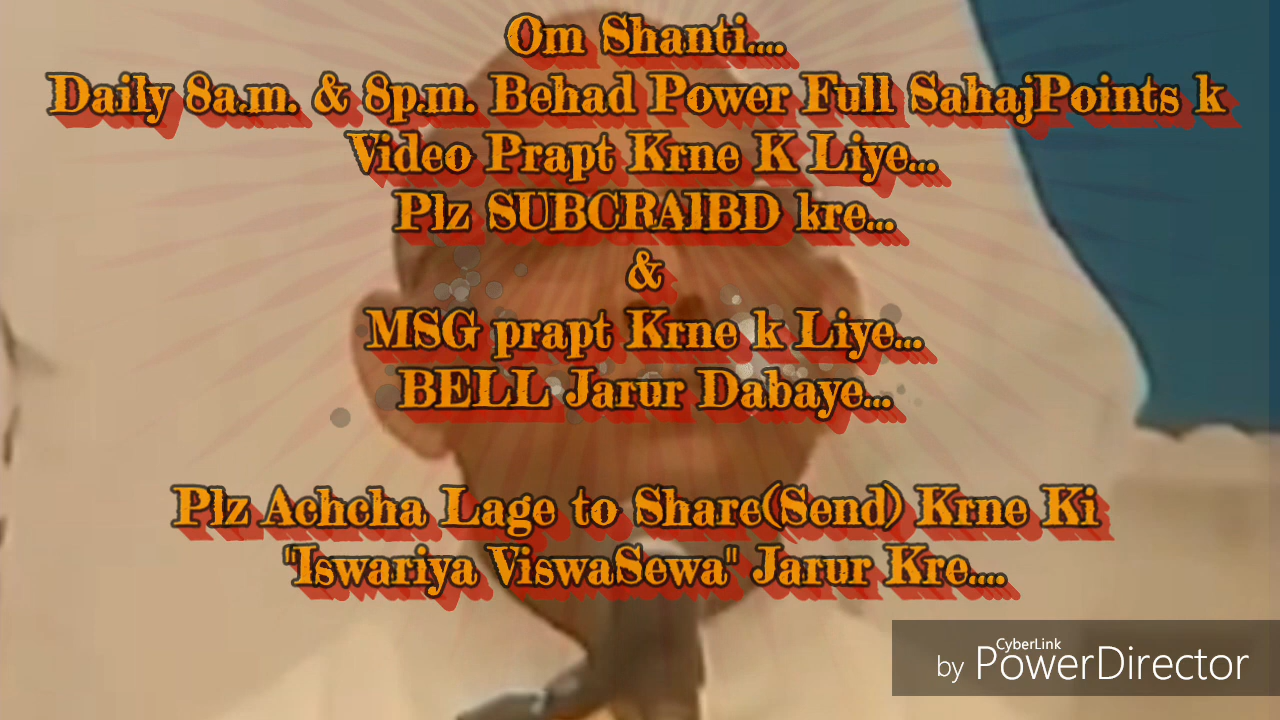 Om Shanti....
Daily 8a.m. & 8p.m. Behad Power Full SahajPoints k
Video Prapt Krne K Liye...
Plz SUBCRAIBD kre...
&
MSG prapt Krne k Liye...
BELL Jarur Dabaye...
Plz Achcha Lage to Share(Send) Krne Ki
"Iswariya ViswaSewa" Jarur Kre....
CyberLink
by PowerDirector